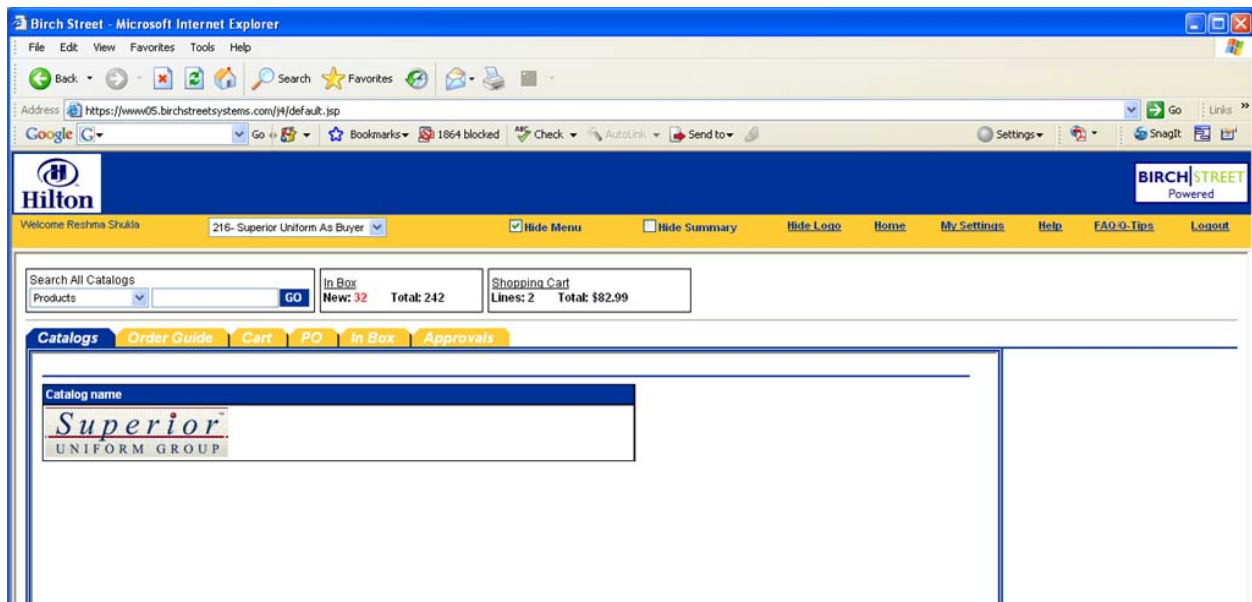 Birch Street - Microsoft Internet Explorer
File Edit View Favorites Tools Help
Back Search Favorites
Address https://www05.birchstreetsystems.com/j4/default.jsp Go Links »
Google G Go Bookmarks 1864 blocked ABC Check AutoLink Send to Settings SnagIt
H
Hilton
BIRCH STREET
Powered
Welcome Reshma Shukla 216- Superior Uniform As Buyer Hide Menu Hide Summary Hide Logo Home My Settings Help FAQ/Q-Tips Logout
Search All Catalogs
Products GO
In Box
New: 32 Total: 242
Shopping Cart
Lines: 2 Total: $82.99
Catalogs Order Guide Cart PO In Box Approvals
Catalog name
Superior™
UNIFORM GROUP